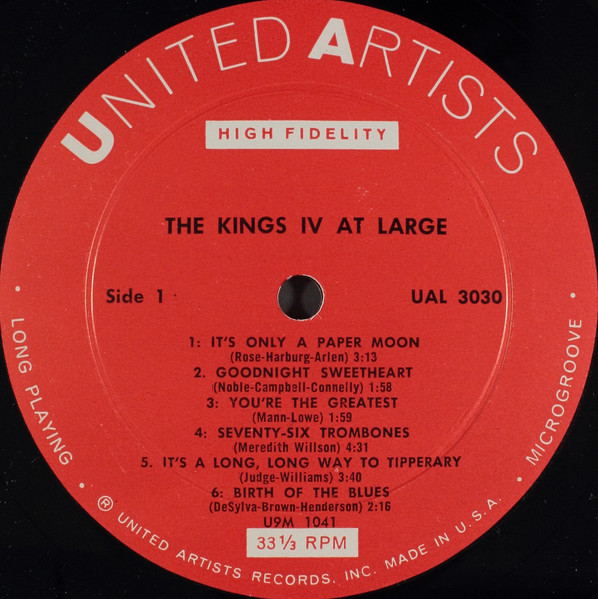 UNITED ARTISTS
HIGH FIDELITY
THE KINGS IV AT LARGE
Side 1
UAL 3030
1: IT'S ONLY A PAPER MOON
(Rose-Harburg-Arlen) 3:13
2. GOODNIGHT SWEETHEART
(Noble-Campbell-Connelly) 1:58
3: YOU'RE THE GREATEST
(Mann-Lowe) 1:59
4: SEVENTY-SIX TROMBONES
(Meredith Willson) 4:31
5. IT'S A LONG, LONG WAY TO TIPPERARY
(Judge-Williams) 3:40
6: BIRTH OF THE BLUES
(DeSylva-Brown-Henderson) 2:16
U9M 1041
33 1/3 RPM
• LONG PLAYING • ® UNITED ARTISTS RECORDS, INC. MADE IN U.S.A. • MICROGROOVE •